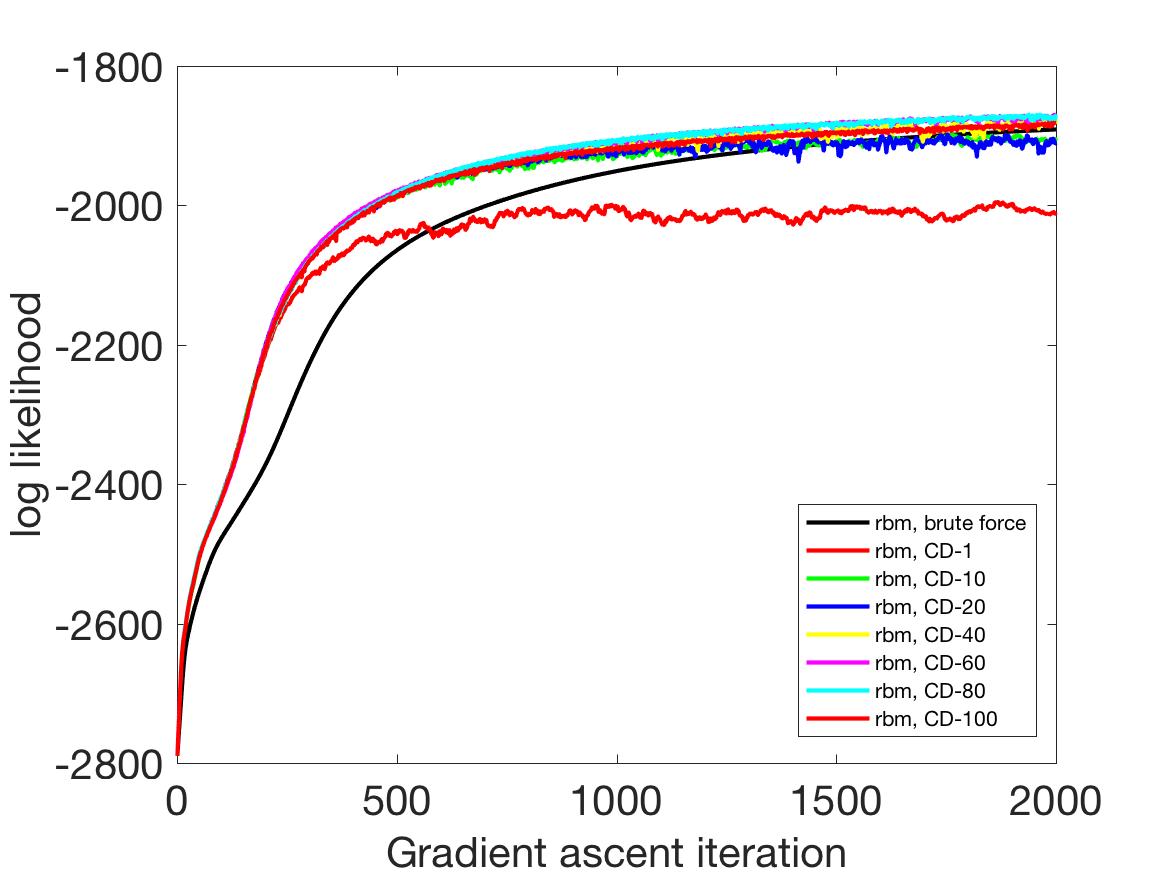 -1800
-2000
-2200
-2400
-2600
-2800
log likelihood
0 500 1000 1500 2000
Gradient ascent iteration
rbm, brute force
rbm, CD-1
rbm, CD-10
rbm, CD-20
rbm, CD-40
rbm, CD-60
rbm, CD-80
rbm, CD-100